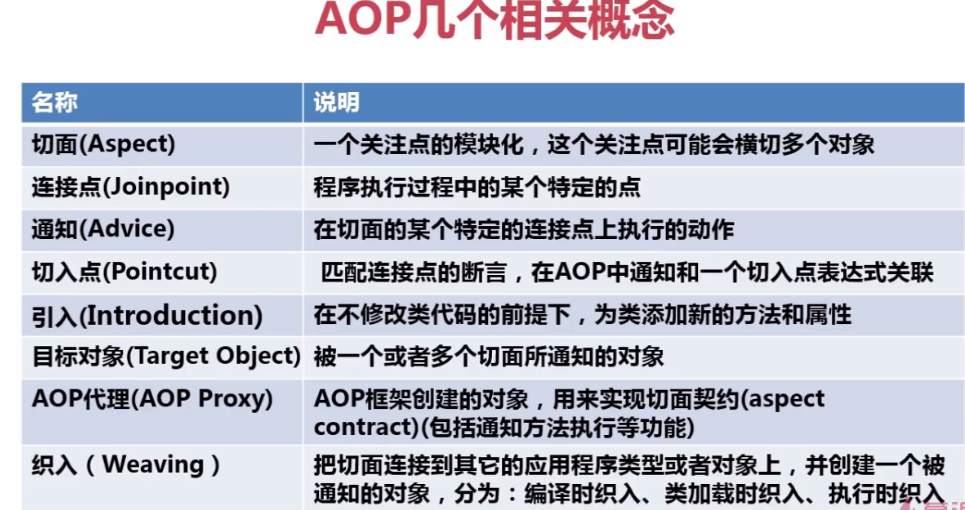 AOP几个相关概念
名称 说明
切面(Aspect) 一个关注点的模块化，这个关注点可能会横切多个对象
连接点(Joinpoint) 程序执行过程中的某个特定的点
通知(Advice) 在切面的某个特定的连接点上执行的动作
切入点(Pointcut) 匹配连接点的断言，在AOP中通知和一个切入点表达式关联
引入(Introduction) 在不修改类代码的前提下，为类添加新的方法和属性
目标对象(Target Object) 被一个或者多个切面所通知的对象
AOP代理(AOP Proxy) AOP框架创建的对象，用来实现切面契约(aspect
contract)(包括通知方法执行等功能)
织入（Weaving） 把切面连接到其它的应用程序类型或者对象上，并创建一个被
通知的对象，分为：编译时织入、类加载时织入、执行时织入